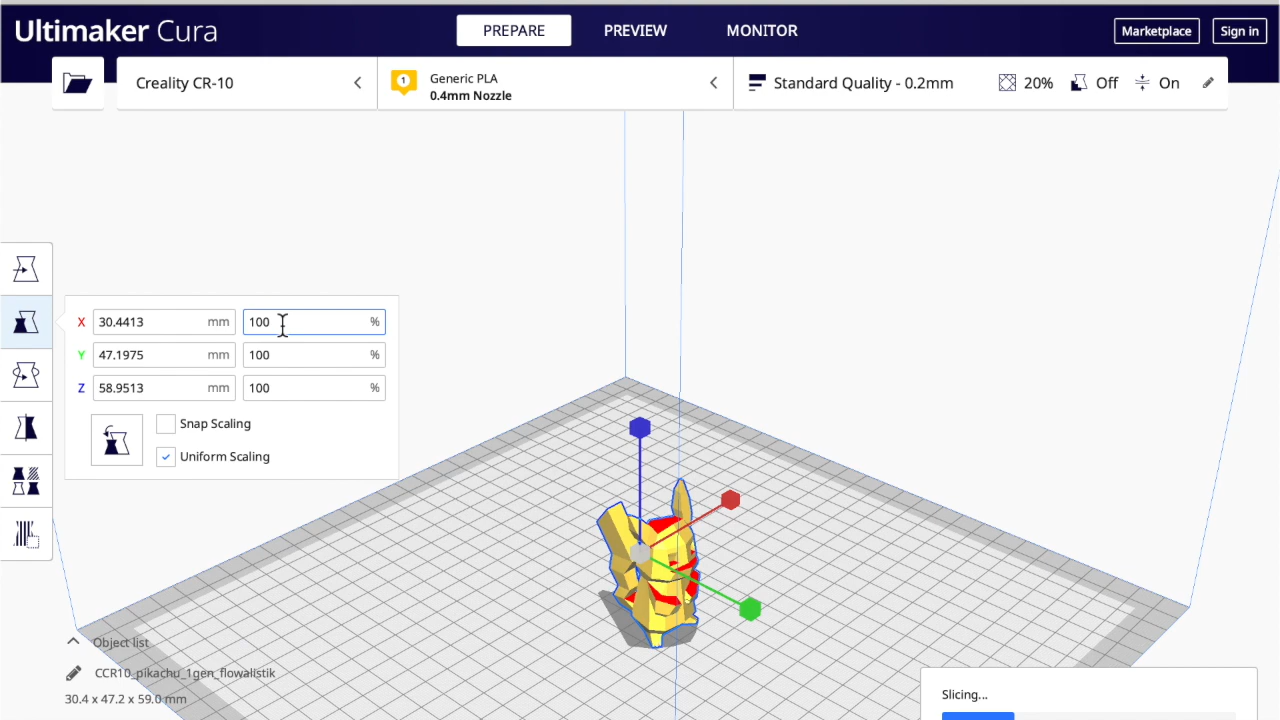 Ultimaker Cura
PREPARE
PREVIEW
MONITOR
Marketplace
Sign in
Creality CR-10
1
Generic PLA
0.4mm Nozzle
Standard Quality - 0.2mm
20%
Off
On
X 30.4413 mm 100 %
Y 47.1975 mm 100 %
Z 58.9513 mm 100 %
Snap Scaling
Uniform Scaling
Object list
CCR10_pikachu_1gen_flowalistik
30.4 x 47.2 x 59.0 mm
Slicing...